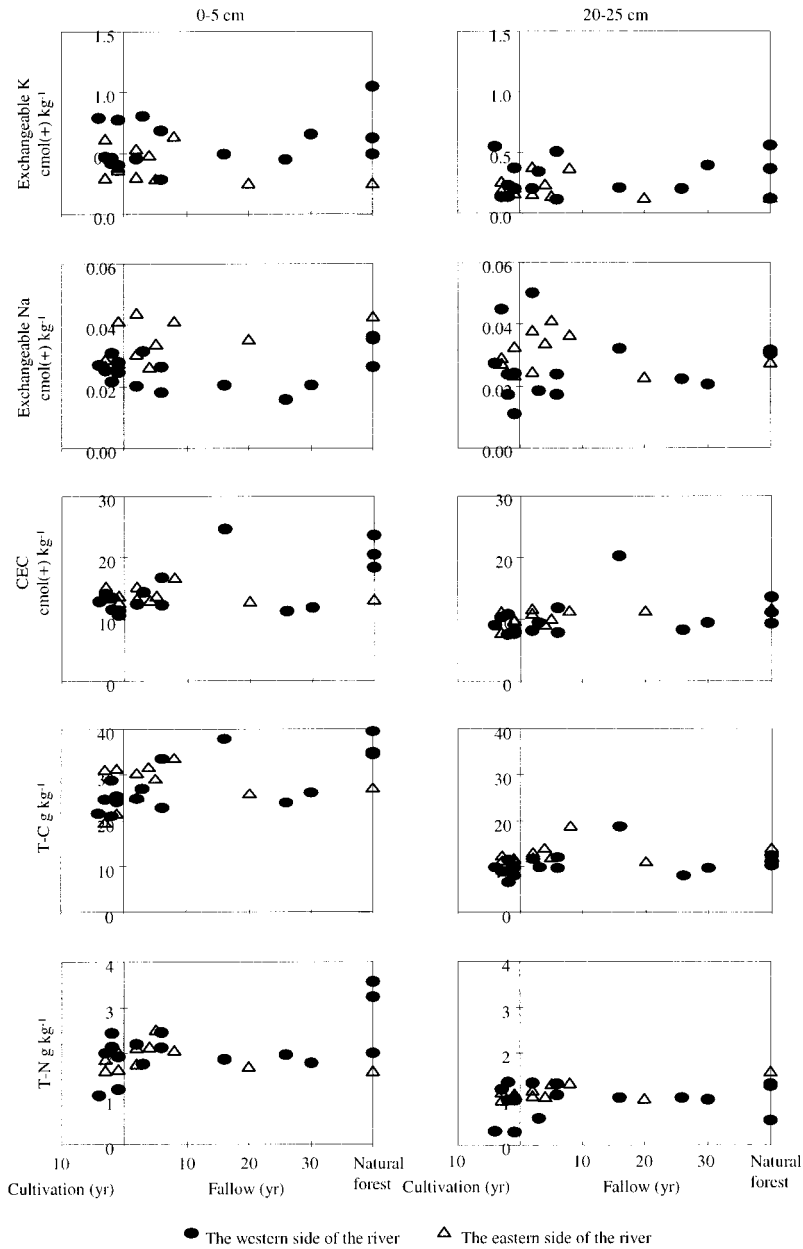 0-5 cm
20-25 cm
Exchangeable K
cmol(+) kg-1
1.5
1.0
0.0
1.5
1.0
0.5
0.0
Exchangeable Na
cmol(+) kg-1
0.06
0.04
0.02
0.00
0.06
0.04
0.02
0.00
CEC
cmol(+) kg-1
30
20
10
0
30
20
10
0
T-C g kg-1
40
20
10
0
40
30
20
10
0
T-N g kg-1
4
3
1
0
4
3
2
0
10
10
20
30
Natural
forest
Cultivation (yr)
Fallow (yr)
10
10
20
30
Natural
forest
Cultivation (yr)
Fallow (yr)
The western side of the river
The eastern side of the river